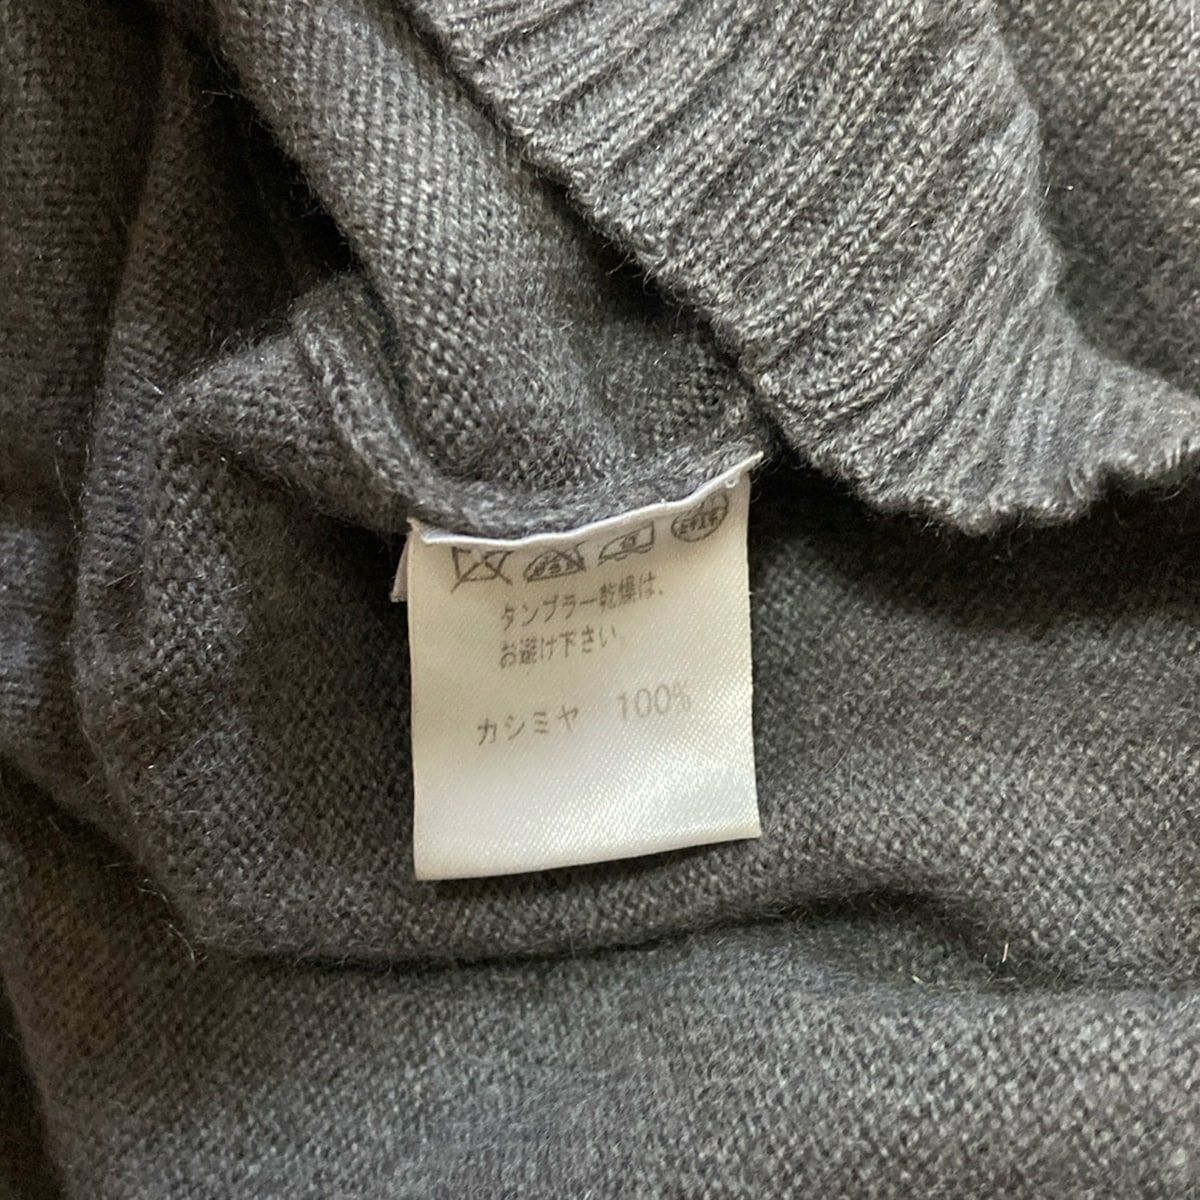 タンブラー乾燥は、
お避け下さい
カシミヤ 100%